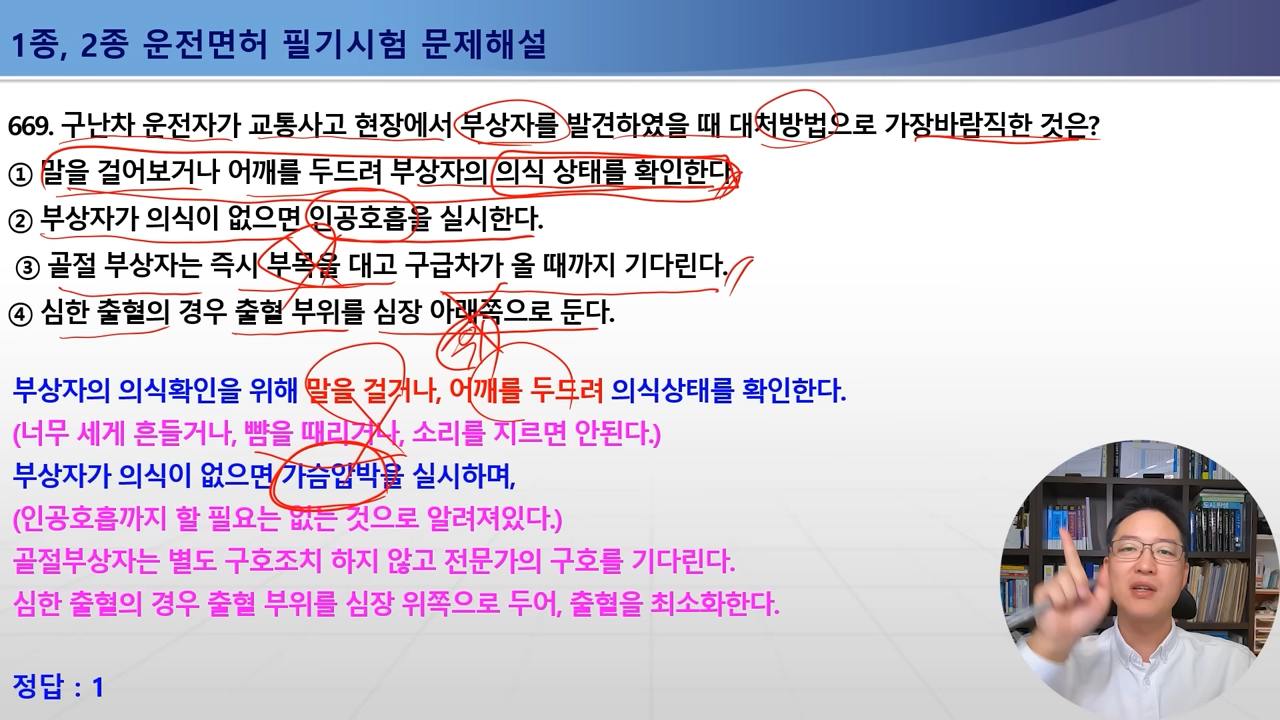 1종, 2종 운전면허 필기시험 문제해설
669. 구난차 운전자가 교통사고 현장에서 부상자를 발견하였을 때 대처방법으로 가장바람직한 것은?
① 말을 걸어보거나 어깨를 두드려 부상자의 의식 상태를 확인한다.
② 부상자가 의식이 없으면 인공호흡을 실시한다.
③ 골절 부상자는 즉시 부목을 대고 구급차가 올 때까지 기다린다.
④ 심한 출혈의 경우 출혈 부위를 심장 아래쪽으로 둔다.
위
부상자의 의식확인을 위해 말을 걸거나, 어깨를 두드려 의식상태를 확인한다.
(너무 세게 흔들거나, 뺨을 때리거나, 소리를 지르면 안된다.)
부상자가 의식이 없으면 가슴압박을 실시하며,
(인공호흡까지 할 필요는 없는 것으로 알려져있다.)
골절부상자는 별도 구호조치 하지 않고 전문가의 구호를 기다린다.
심한 출혈의 경우 출혈 부위를 심장 위쪽으로 두어, 출혈을 최소화한다.
정답 : 1